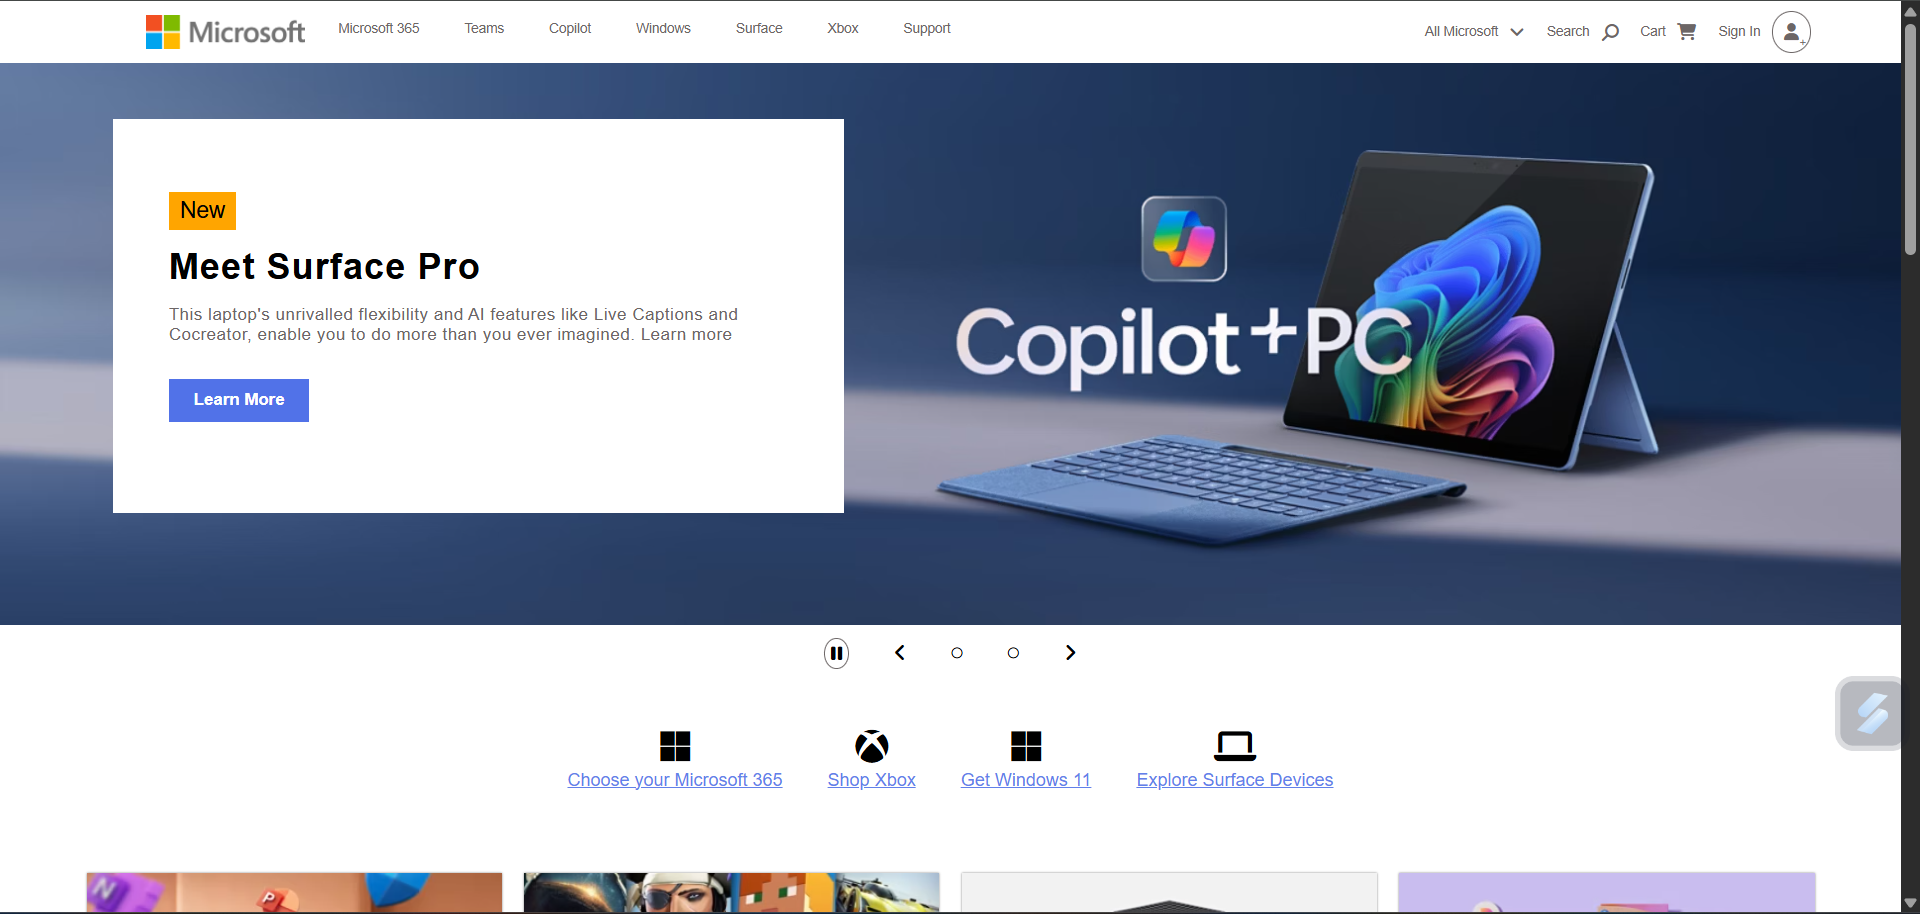 Microsoft
Microsoft 365
Teams
Copilot
Windows
Surface
Xbox
Support
All Microsoft
Search
Cart
Sign In
New
Meet Surface Pro
This laptop's unrivalled flexibility and AI features like Live Captions and
Cocreator, enable you to do more than you ever imagined. Learn more
Learn More
Copilot+PC
Choose your Microsoft 365
Shop Xbox
Get Windows 11
Explore Surface Devices
N
P